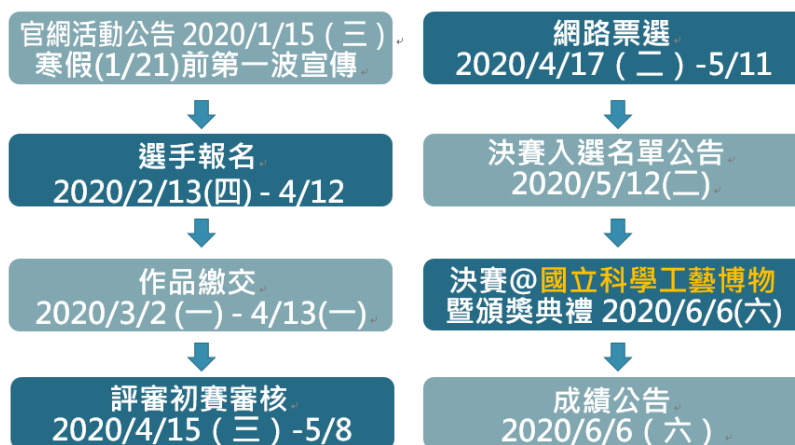 官網活動公告 2020/1/15（三）
寒假(1/21)前第一波宣傳
選手報名
2020/2/13(四) - 4/12
作品繳交
2020/3/2 (一) - 4/13(一)
評審初賽審核
2020/4/15（三）-5/8
網路票選
2020/4/17（二）-5/11
決賽入選名單公告
2020/5/12(二)
決賽@國立科學工藝博物
暨頒獎典禮 2020/6/6(六)
成績公告
2020/6/6（六）